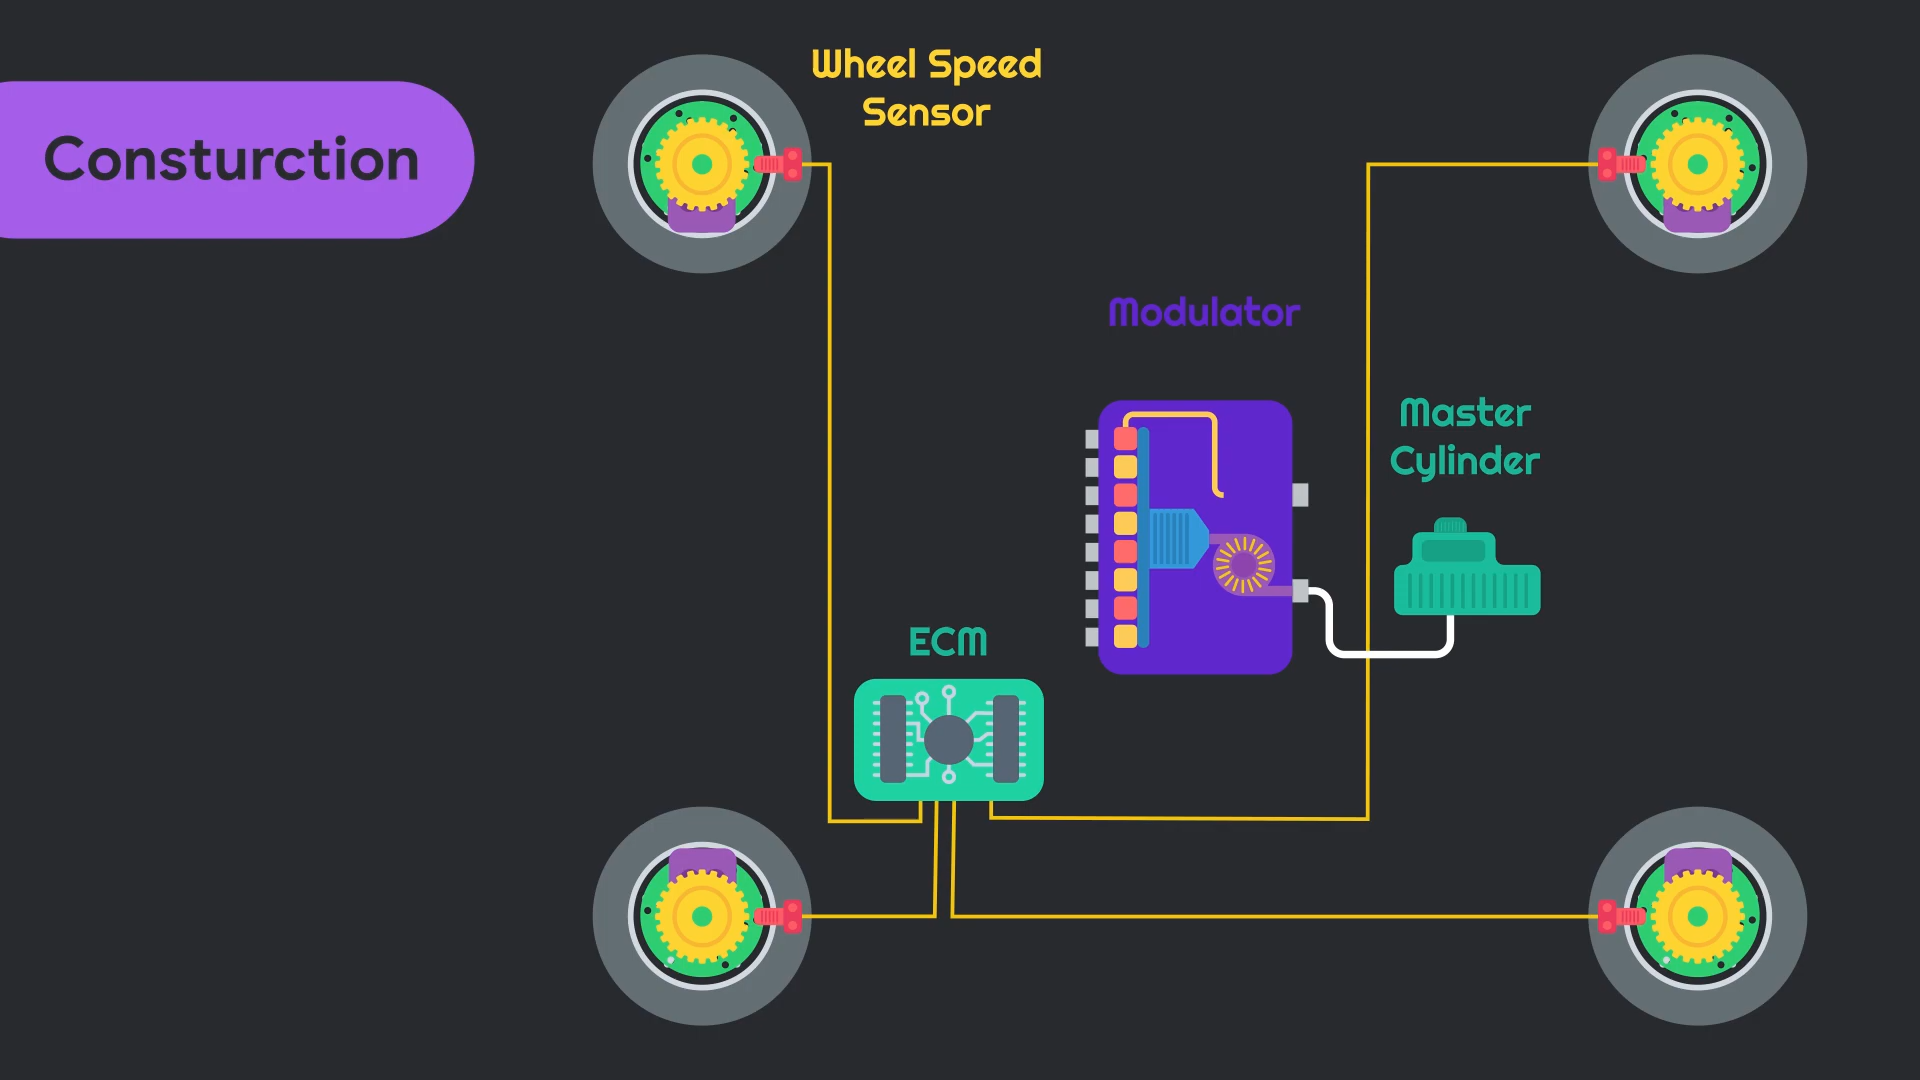 Consturction
Wheel Speed
Sensor
Modulator
Master
Cylinder
ECM